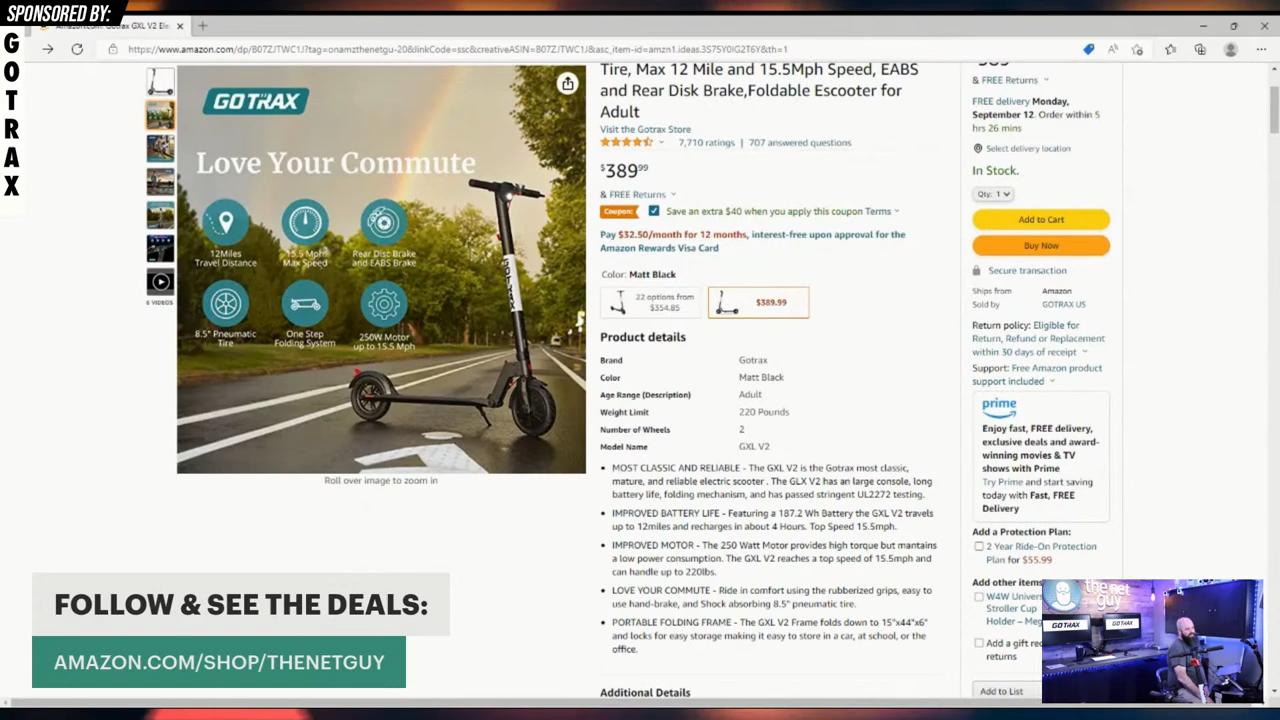 SPONSORED BY:
GOTRAX
Amazon.com: Gotrax GXL V2 Ele
https://www.amazon.com/dp/B07ZJTWC1J?tag=onamzthenetgu-20&linkCode=ssc&creativeASIN=B07ZJTWC1J&asc_item-id=amzn1.ideas.3S75Y0IG2T6Y&th=1
GOTRAX
Love Your Commute
12Miles
Travel Distance
15.5 Mph
Max Speed
Rear Disc Brake
and EABS Brake
8.5" Pneumatic
Tire
One Step
Folding System
250W Motor
up to 15.5 Mph
6 VIDEOS
Roll over image to zoom in
Tire, Max 12 Mile and 15.5Mph Speed, EABS
and Rear Disk Brake,Foldable Escooter for
Adult
Visit the Gotrax Store
7,710 ratings | 707 answered questions
$389.99
& FREE Returns
Coupon: Save an extra $40 when you apply this coupon Terms
Pay $32.50/month for 12 months, interest-free upon approval for the
Amazon Rewards Visa Card
Color: Matt Black
22 options from
$354.85
$389.99
Product details
Brand Gotrax
Color Matt Black
Age Range (Description) Adult
Weight Limit 220 Pounds
Number of Wheels 2
Model Name GXL V2
• MOST CLASSIC AND RELIABLE - The GXL V2 is the Gotrax most classic,
mature, and reliable electric scooter . The GLX V2 has an large console, long
battery life, folding mechanism, and has passed stringent UL2272 testing.
• IMPROVED BATTERY LIFE - Featuring a 187.2 Wh Battery the GXL V2 travels
up to 12miles and recharges in about 4 Hours. Top Speed 15.5mph.
• IMPROVED MOTOR - The 250 Watt Motor provides high torque but mantains
a low power consumption. The GXL V2 reaches a top speed of 15.5mph and
can handle up to 220lbs.
• LOVE YOUR COMMUTE - Ride in comfort using the rubberized grips, easy to
use hand-brake, and Shock absorbing 8.5" pneumatic tire.
• PORTABLE FOLDING FRAME - The GXL V2 Frame folds down to 15"x44"x6"
and locks for easy storage making it easy to store in a car, at school, or the
office.
Additional Details
& FREE Returns
FREE delivery Monday,
September 12. Order within 5
hrs 26 mins
Select delivery location
In Stock.
Qty: 1
Add to Cart
Buy Now
Secure transaction
Ships from Amazon
Sold by GOTRAX US
Return policy: Eligible for
Return, Refund or Replacement
within 30 days of receipt
Support: Free Amazon product
support included
prime
Enjoy fast, FREE delivery,
exclusive deals and award-
winning movies & TV
shows with Prime
Try Prime and start saving
today with Fast, FREE
Delivery
Add a Protection Plan:
2 Year Ride-On Protection
Plan for $55.99
Add other items
W4W Univers
Stroller Cup
Holder – Me
Add a gift re
returns
Add to List
FOLLOW & SEE THE DEALS:
AMAZON.COM/SHOP/THENETGUY
the net
guy
GOTRAX
GOTRAX